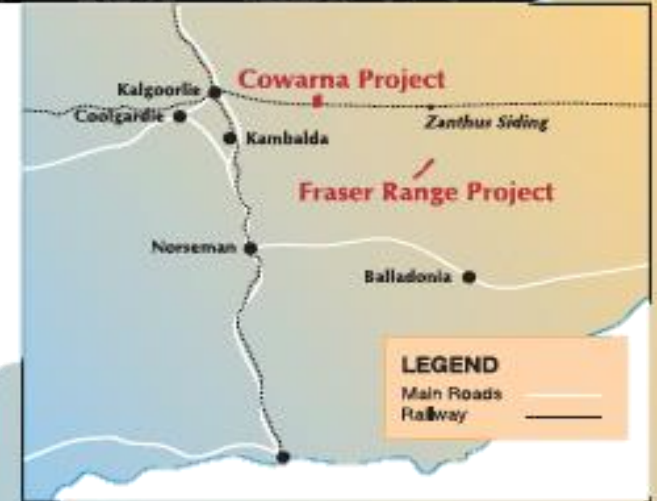 Kalgoorlie
Cowarna Project
Coolgardie
Zanthus Siding
Kambalda
Fraser Range Project
Norseman
Balladonia
LEGEND
Main Roads
Railway